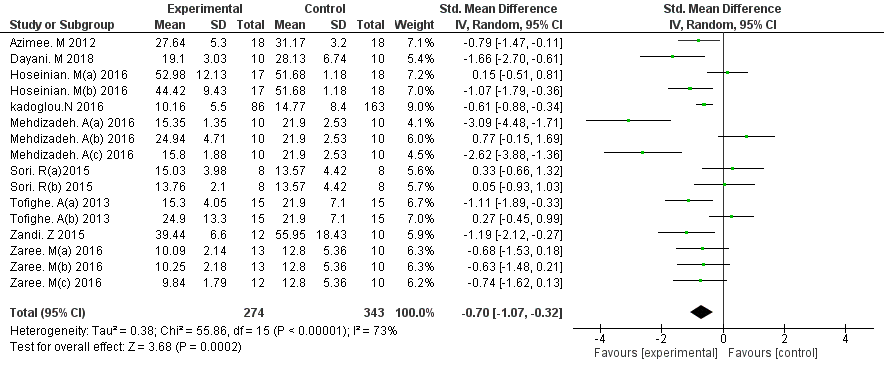 Experimental Control Std. Mean Difference Std. Mean Difference
Study or Subgroup Mean SD Total Mean SD Total Weight IV, Random, 95% CI IV, Random, 95% CI
Azimee. M 2012 27.64 5.3 18 31.17 3.2 18 7.1% -0.79 [-1.47, -0.11]
Dayani. M 2018 19.1 3.03 10 28.13 6.74 10 5.4% -1.66 [-2.70, -0.61]
Hoseinian. M(a) 2016 52.98 12.13 17 51.68 1.18 18 7.2% 0.15 [-0.51, 0.81]
Hoseinian. M(b) 2016 44.42 9.43 17 51.68 1.18 18 6.9% -1.07 [-1.79, -0.36]
kadoglou.N 2016 10.16 5.5 86 14.77 8.4 163 9.0% -0.61 [-0.88, -0.34]
Mehdizadeh. A(a) 2016 15.35 1.35 10 21.9 2.53 10 4.1% -3.09 [-4.48, -1.71]
Mehdizadeh. A(b) 2016 24.94 4.71 10 21.9 2.53 10 5.9% 0.77 [-0.15, 1.69]
Mehdizadeh. A(c) 2016 15.8 1.88 10 21.9 2.53 10 4.5% -2.62 [-3.88, -1.36]
Sori. R(a)2015 15.03 3.98 8 13.57 4.42 8 5.6% 0.33 [-0.66, 1.32]
Sori. R(b) 2015 13.76 2.1 8 13.57 4.42 8 5.7% 0.05 [-0.93, 1.03]
Tofighe. A(a) 2013 15.3 4.05 15 21.9 7.1 15 6.6% -1.11 [-1.89, -0.33]
Tofighe. A(b) 2013 24.9 13.3 15 21.9 7.1 15 6.9% 0.27 [-0.45, 0.99]
Zandi. Z 2015 39.44 6.6 12 55.95 18.43 10 5.9% -1.19 [-2.12, -0.27]
Zaree. M(a) 2016 10.09 2.14 13 12.8 5.36 10 6.3% -0.68 [-1.53, 0.18]
Zaree. M(b) 2016 10.25 2.18 13 12.8 5.36 10 6.3% -0.63 [-1.48, 0.21]
Zaree. M(c) 2016 9.84 1.79 12 12.8 5.36 10 6.2% -0.74 [-1.62, 0.13]
Total (95% CI) 274 343 100.0% -0.70 [-1.07, -0.32]
Heterogeneity: Tau² = 0.38; Chi² = 55.86, df = 15 (P < 0.00001); I² = 73%
Test for overall effect: Z = 3.68 (P = 0.0002)
-4 -2 0 2 4
Favours [experimental] Favours [control]